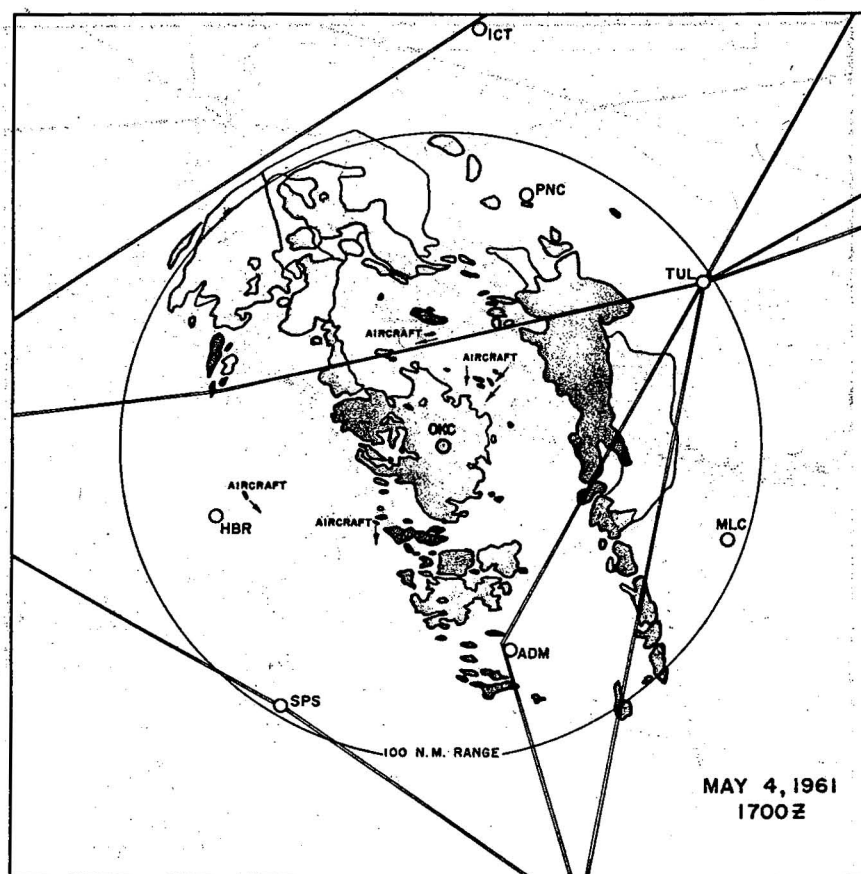 ICT
PNC
TUL
AIRCRAFT
AIRCRAFT
OKC
AIRCRAFT
HBR
AIRCRAFT
MLC
ADM
SPS
100 N.M. RANGE
MAY 4, 1961
1700Z